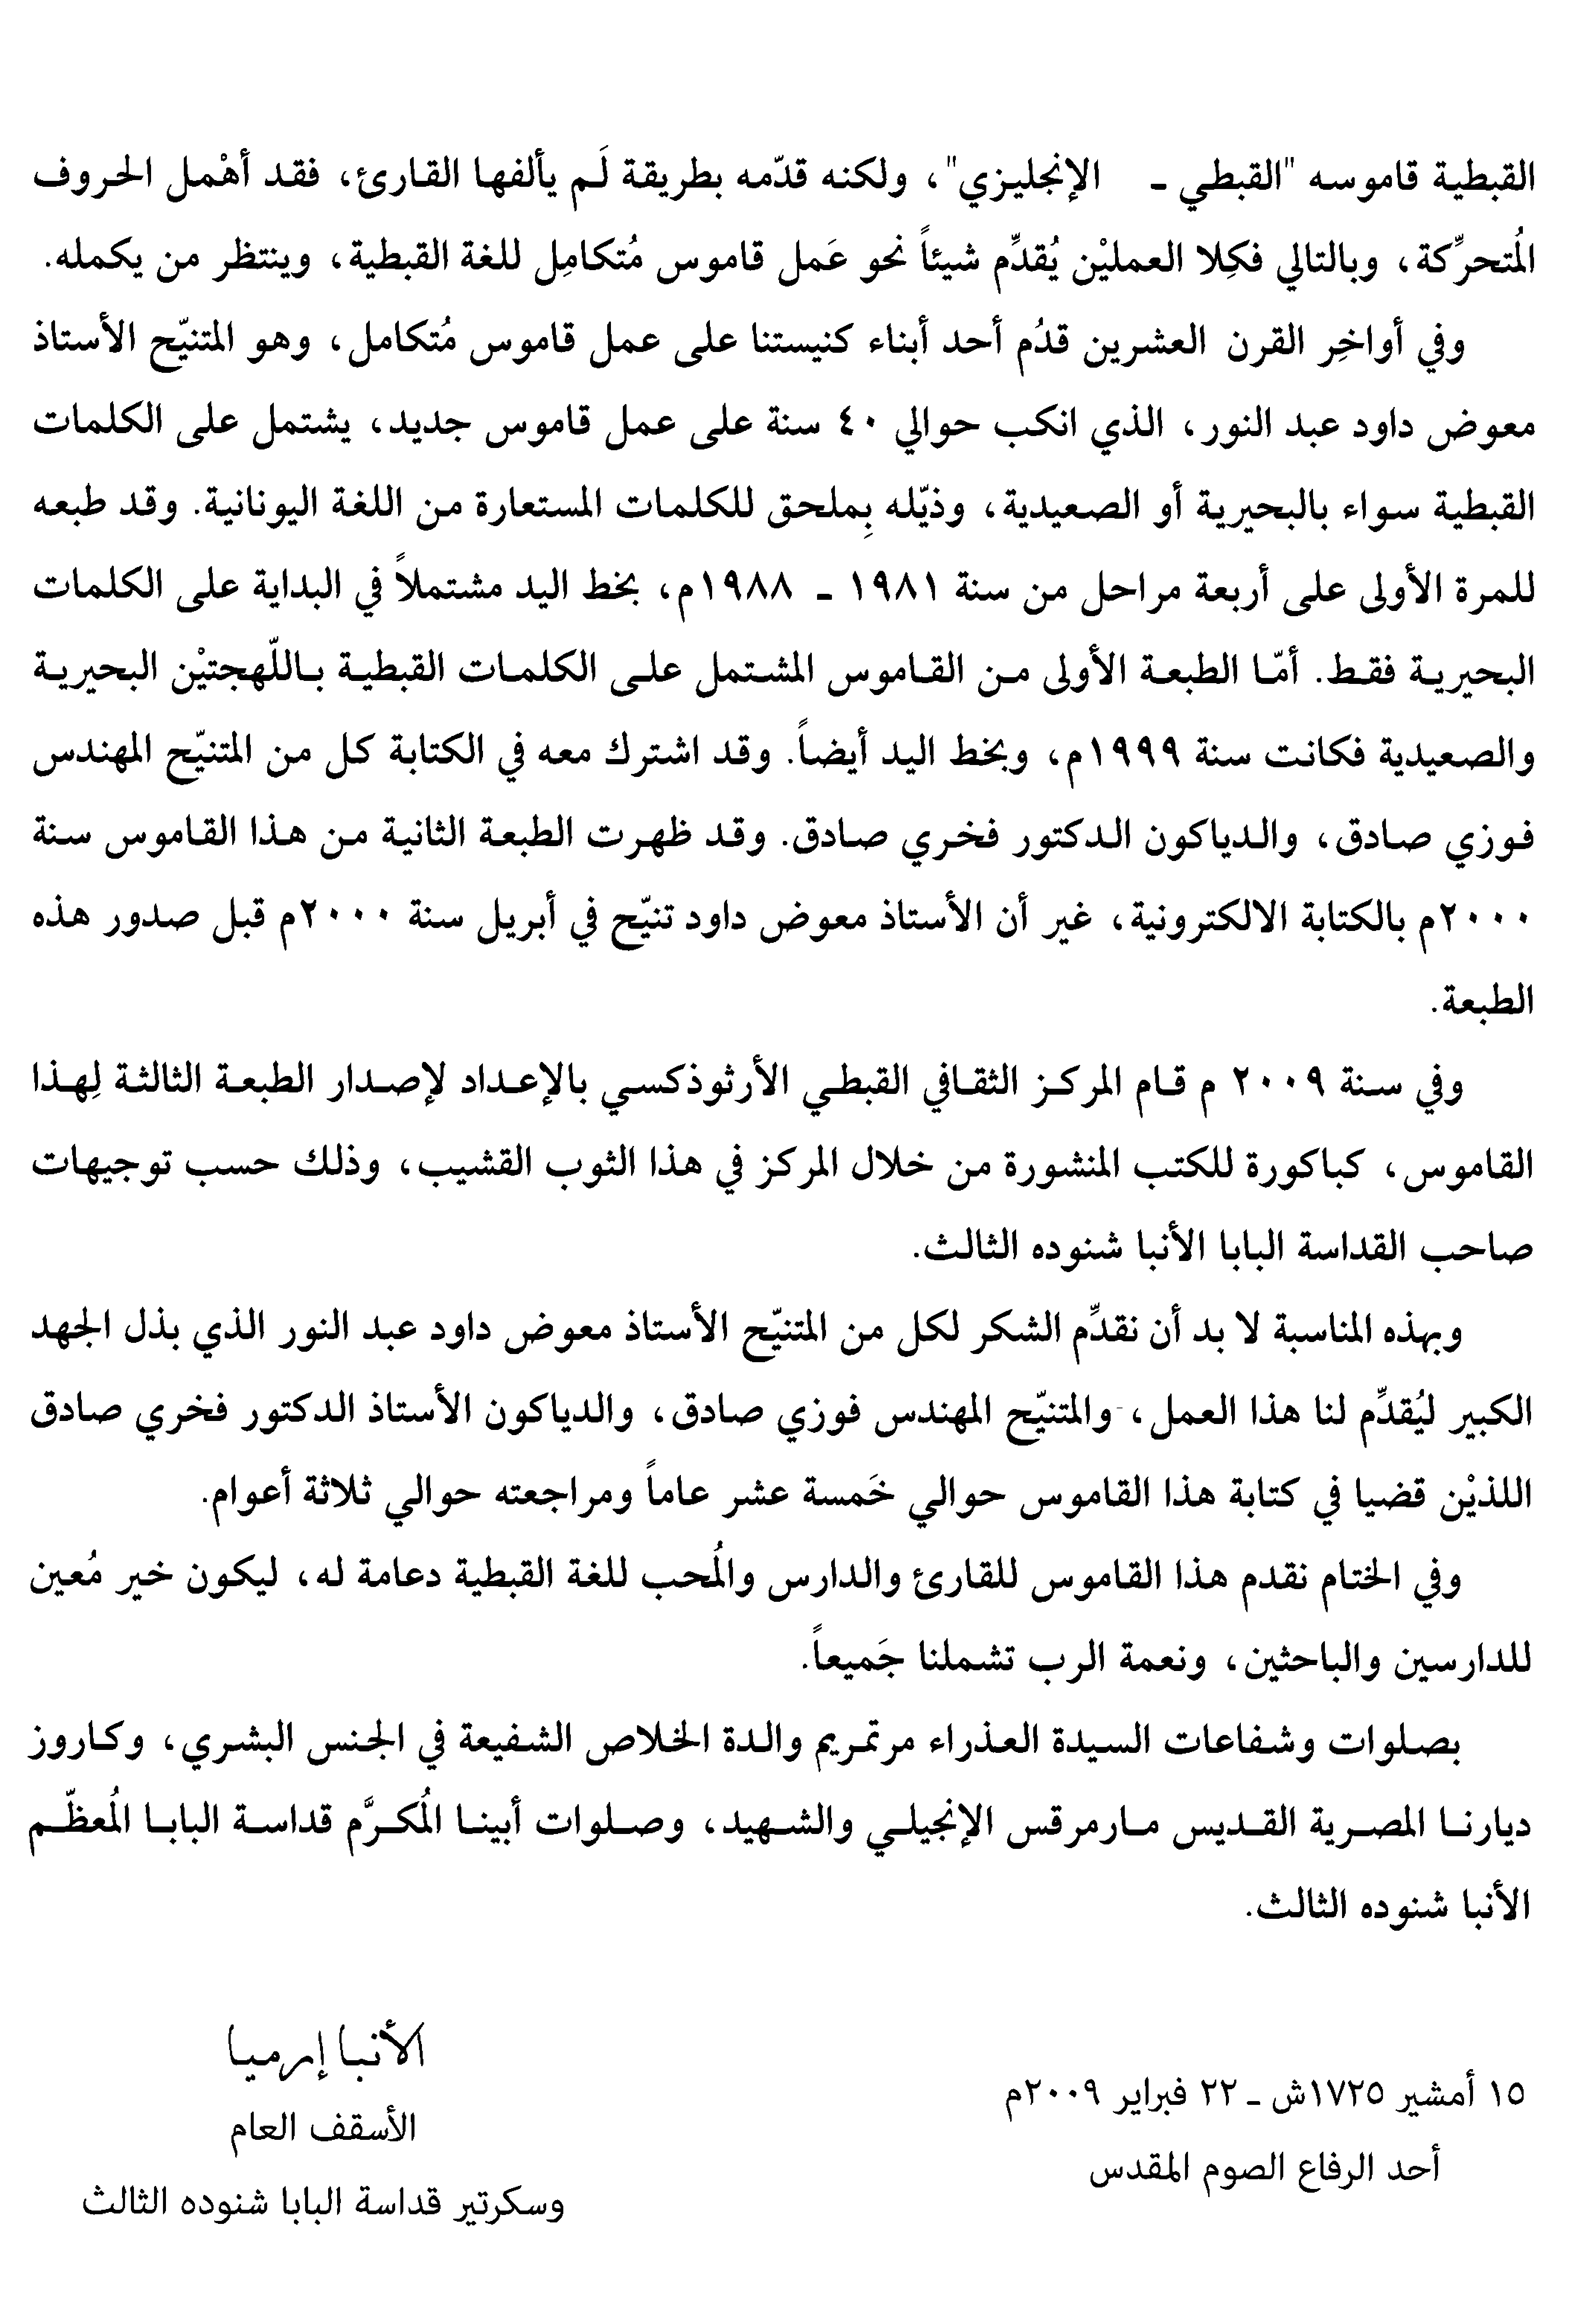 القبطية قاموسه "القبطي ـ الإنجليزي"، ولكنه قدّمه بطريقة لَم يألفها القارئ، فقد أهْمل الحروف
المُتحرِّكة، وبالتالي فكِلا العمليْن يُقدِّم شيئاً نحو عَمل قاموس مُتكامِل للغة القبطية، وينتظر من يكمله.
وفي أواخِر القرن العشرين قدُم أحد أبناء كنيستنا على عمل قاموس مُتكامل، وهو المتنيّح الأستاذ
معوض داود عبد النور، الذي انكب حوالي ٤٠ سنة على عمل قاموس جديد، يشتمل على الكلمات
القبطية سواء بالبحيرية أو الصعيدية، وذيّله بِملحق للكلمات المستعارة من اللغة اليونانية. وقد طبعه
للمرة الأولى على أربعة مراحل من سنة ١٩٨١ ـ ١٩٨٨م، بخط اليد مشتملاً في البداية على الكلمات
البحيرية فقط. أمّا الطبعة الأولى من القاموس المشتمل على الكلمات القبطية باللّهجتيْن البحيرية
والصعيدية فكانت سنة ١٩٩٩م، وبخط اليد أيضاً. وقد اشترك معه في الكتابة كل من المتنيّح المهندس
فوزي صادق، والدياكون الدكتور فخري صادق. وقد ظهرت الطبعة الثانية من هذا القاموس سنة
٢٠٠٠م بالكتابة الالكترونية، غير أن الأستاذ معوض داود تنيّح في أبريل سنة ٢٠٠٠م قبل صدور هذه
الطبعة.
وفي سنة ٢٠٠٩ م قام المركز الثقافي القبطي الأرثوذكسي بالإعداد لإصدار الطبعة الثالثة لِهذا
القاموس، كباكورة للكتب المنشورة من خلال المركز في هذا الثوب القشيب، وذلك حسب توجيهات
صاحب القداسة البابا الأنبا شنوده الثالث.
وبهذه المناسبة لا بد أن نقدِّم الشكر لكل من المتنيّح الأستاذ معوض داود عبد النور الذي بذل الجهد
الكبير ليُقدِّم لنا هذا العمل، والمتنيّح المهندس فوزي صادق، والدياكون الأستاذ الدكتور فخري صادق
اللذيْن قضيا في كتابة هذا القاموس حوالي خَمسة عشر عاماً ومراجعته حوالي ثلاثة أعوام.
وفي الختام نقدم هذا القاموس للقارئ والدارس والمُحب للغة القبطية دعامة له، ليكون خير مُعين
للدارسين والباحثين، ونعمة الرب تشملنا جَميعاً.
بصلوات وشفاعات السيدة العذراء مرتمريم والدة الخلاص الشفيعة في الجنس البشري، وكاروز
ديارنا المصرية القديس مارمرقس الإنجيلي والشهيد، وصلوات أبينا المُكرَّم قداسة البابا المُعظّم
الأنبا شنوده الثالث.
١٥ أمشير ١٧٢٥ش ـ ٢٢ فبراير ٢٠٠٩م
أحد الرفاع الصوم المقدس
الأنبا إرميا
الأسقف العام
وسكرتير قداسة البابا شنوده الثالث